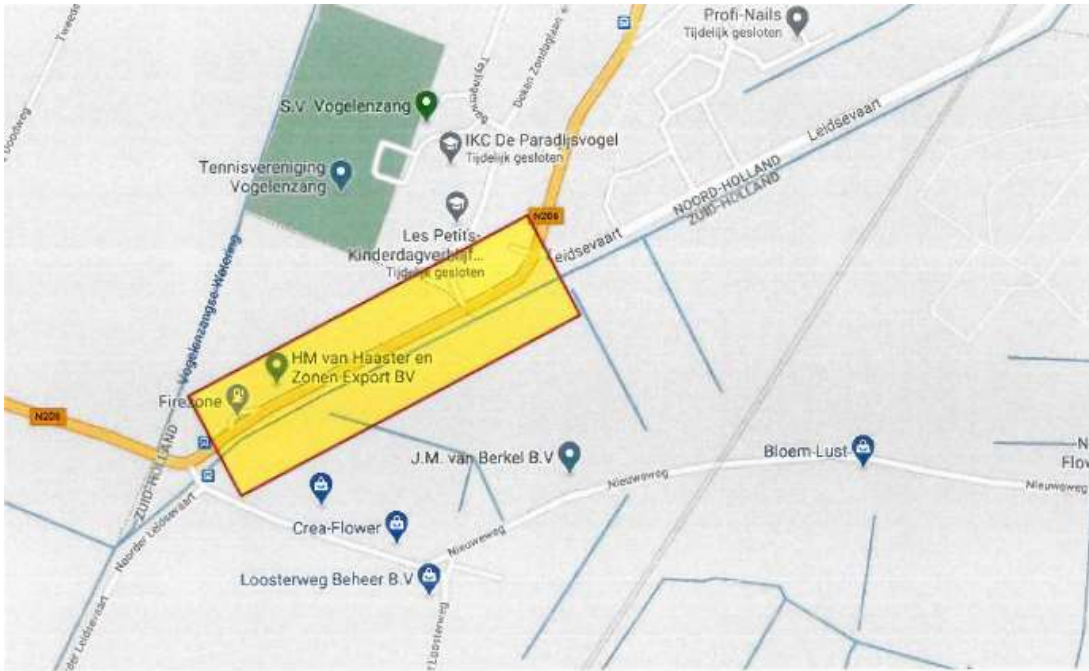 Profi-Nails
Tijdelijk gesloten
S.V. Vogelenzang
IKC De Paradijsvogel
Tijdelijk gesloten
Tennisvereniging
Vogelenzang
Teylingerweg
Leidsevaart
NOORD-HOLLAND
ZUID-HOLLAND
N206
Les Petits-
Kinderdagverblijf...
Tijdelijk gesloten
Leidsevaart
Vogelenzangse-Wetering
HM van Haaster en
Zonen Export BV
Firezone
N206
ZUID-HOLLAND
J.M. van Berkel B.V
Bloem-Lust
Nieuweweg
Nieuweweg
Noorder Leidsevaart
Crea-Flower
Nieuweweg
Loosterweg Beheer B.V
Leidsevaart
r Loosterweg